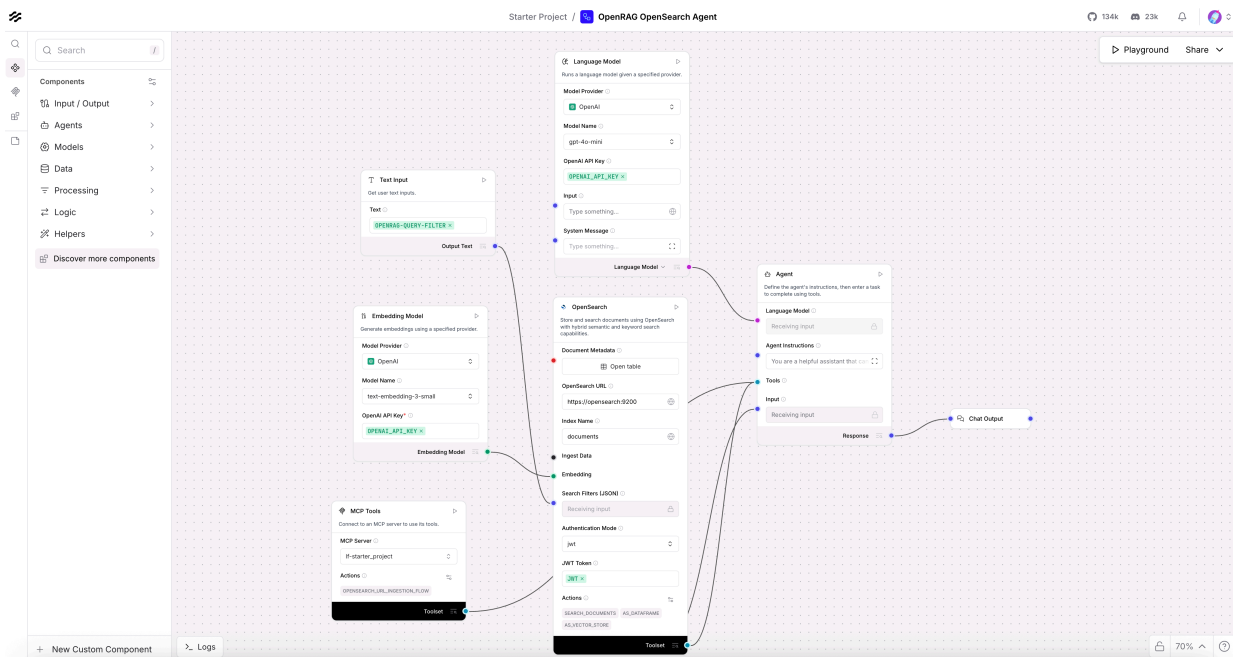 Starter Project / OpenRAG OpenSearch Agent
134k
23k
Search /
Playground
Share
Components
Input / Output
Agents
Models
Data
Processing
Logic
Helpers
Discover more components
New Custom Component
Logs
70%
Language Model
Runs a language model given a specified provider.
Model Provider
OpenAI
Model Name
gpt-4o-mini
OpenAI API Key
OPENAI_API_KEY ×
Input
Type something...
System Message
Type something...
Language Model
Text Input
Get user text inputs.
Text
OPENRAG-QUERY-FILTER ×
Output Text
Embedding Model
Generate embeddings using a specified provider.
Model Provider
OpenAI
Model Name
text-embedding-3-small
OpenAI API Key*
OPENAI_API_KEY ×
Embedding Model
MCP Tools
Connect to an MCP server to use its tools.
MCP Server
lf-starter_project
Actions
OPENSEARCH_URL_INGESTION_FLOW
Toolset
OpenSearch
Store and search documents using OpenSearch
with hybrid semantic and keyword search
capabilities.
Document Metadata
Open table
OpenSearch URL
https://opensearch:9200
Index Name
documents
Ingest Data
Embedding
Search Filters (JSON)
Receiving input
Authentication Mode
jwt
JWT Token
JWT ×
Actions
SEARCH_DOCUMENTS AS_DATAFRAME
AS_VECTOR_STORE
Toolset
Agent
Define the agent's instructions, then enter a task
to complete using tools.
Language Model
Receiving input
Agent Instructions
You are a helpful assistant that
Tools
Input
Receiving input
Response
Chat Output